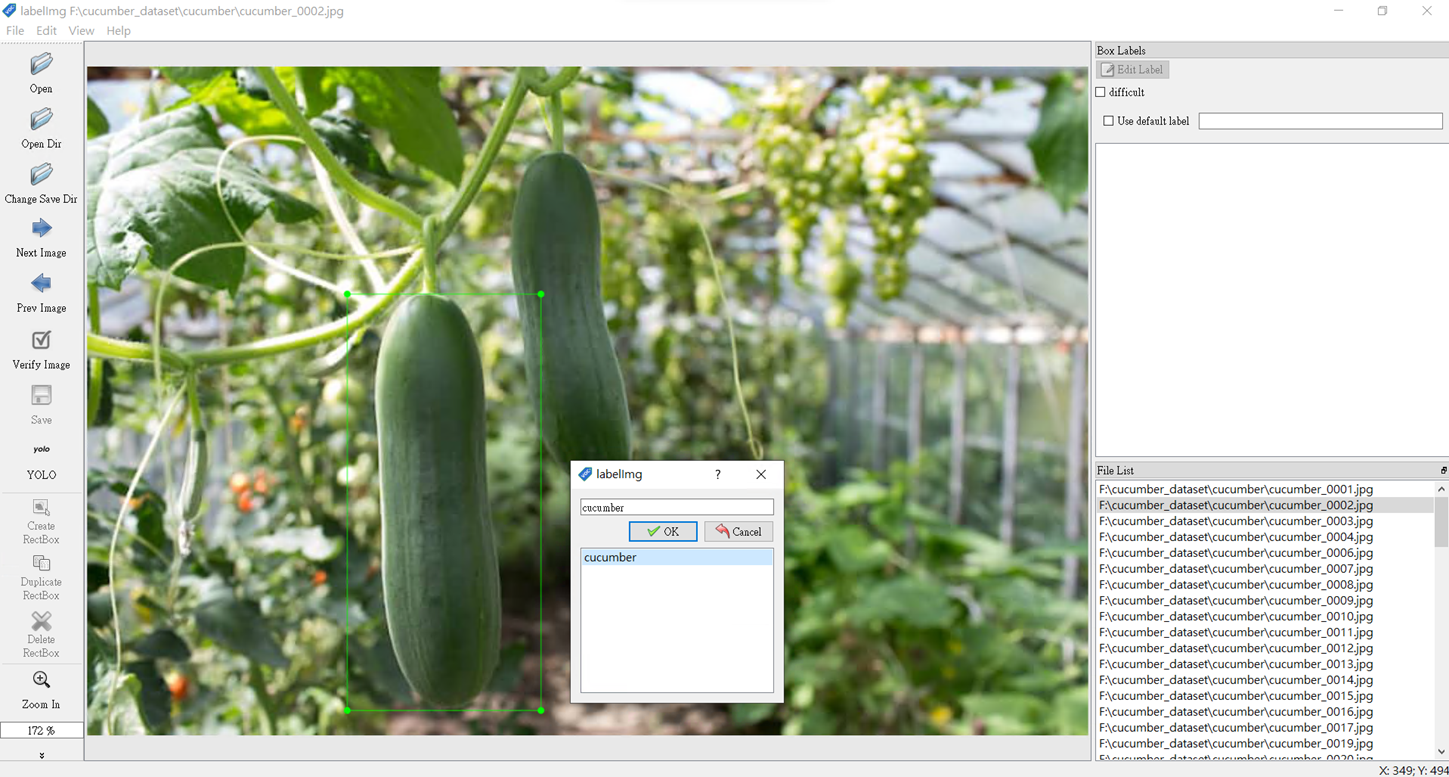 labelImg F:\cucumber_dataset\cucumber\cucumber_0002.jpg
File Edit View Help
Open
Open Dir
Change Save Dir
Next Image
Prev Image
Verify Image
Save
yolo
YOLO
Create
RectBox
Duplicate
RectBox
Delete
RectBox
Zoom In
172 %
labelImg
cucumber
OK
Cancel
cucumber
Box Labels
Edit Label
difficult
Use default label
File List
F:\cucumber_dataset\cucumber\cucumber_0001.jpg
F:\cucumber_dataset\cucumber\cucumber_0002.jpg
F:\cucumber_dataset\cucumber\cucumber_0003.jpg
F:\cucumber_dataset\cucumber\cucumber_0004.jpg
F:\cucumber_dataset\cucumber\cucumber_0006.jpg
F:\cucumber_dataset\cucumber\cucumber_0007.jpg
F:\cucumber_dataset\cucumber\cucumber_0008.jpg
F:\cucumber_dataset\cucumber\cucumber_0009.jpg
F:\cucumber_dataset\cucumber\cucumber_0010.jpg
F:\cucumber_dataset\cucumber\cucumber_0011.jpg
F:\cucumber_dataset\cucumber\cucumber_0012.jpg
F:\cucumber_dataset\cucumber\cucumber_0013.jpg
F:\cucumber_dataset\cucumber\cucumber_0014.jpg
F:\cucumber_dataset\cucumber\cucumber_0015.jpg
F:\cucumber_dataset\cucumber\cucumber_0016.jpg
F:\cucumber_dataset\cucumber\cucumber_0017.jpg
F:\cucumber_dataset\cucumber\cucumber_0019.jpg
X: 349; Y: 494